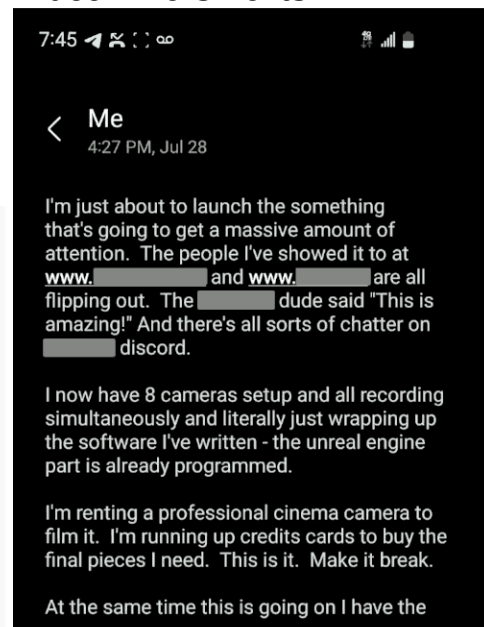 7:45
Me
4:27 PM, Jul 28
I'm just about to launch the something
that's going to get a massive amount of
attention.  The people I've showed it to at
www. and www. are all
flipping out.  The dude said "This is
amazing!" And there's all sorts of chatter on
discord.
I now have 8 cameras setup and all recording
simultaneously and literally just wrapping up
the software I've written - the unreal engine
part is already programmed.
I'm renting a professional cinema camera to
film it.  I'm running up credits cards to buy the
final pieces I need.  This is it.  Make it break.
At the same time this is going on I have the